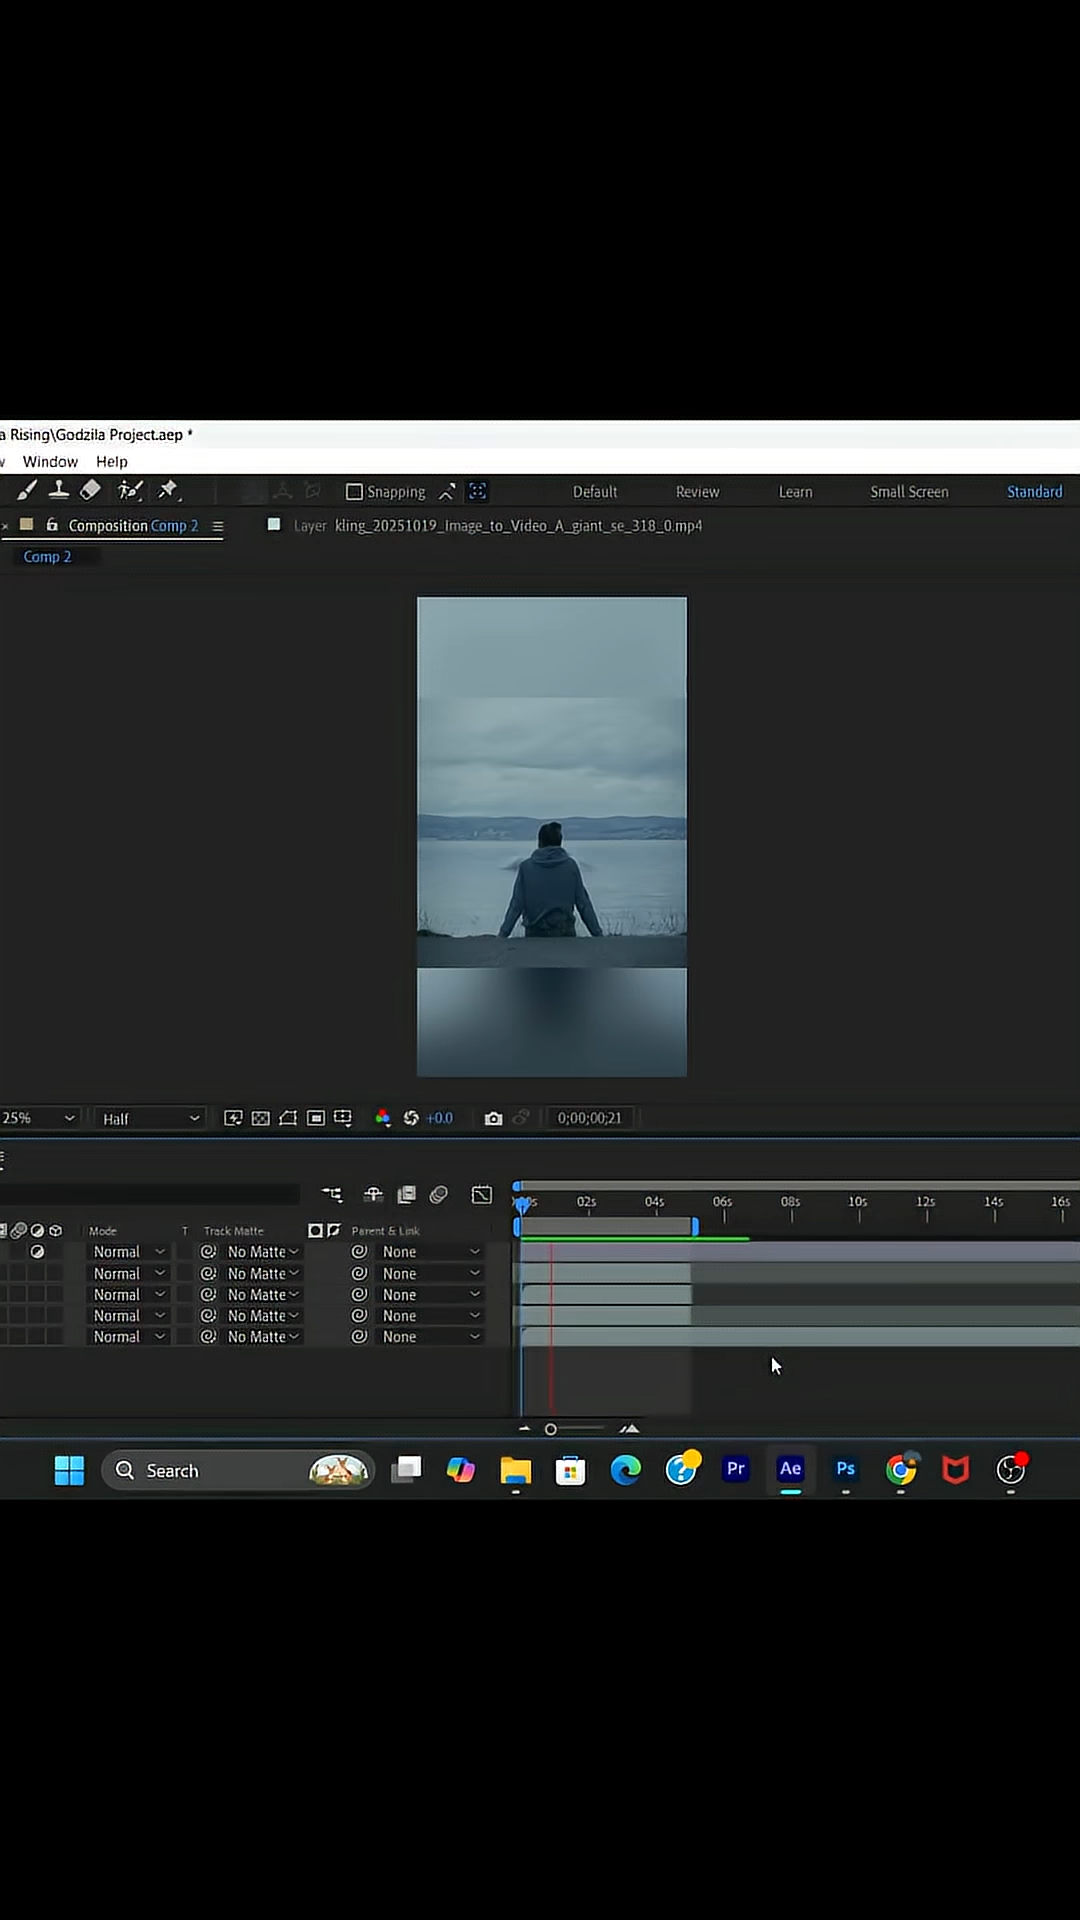 a Rising\Godzila Project.aep *
Window Help
Snapping Default Review Learn Small Screen Standard
Composition Comp 2 Layer kling_20251019_Image_to_Video_A_giant_se_318_0.mp4
Comp 2
25% Half +0.0 0;00;00;21
02s 04s 06s 08s 10s 12s 14s 16s
Mode T Track Matte Parent & Link
Normal No Matte None
Normal No Matte None
Normal No Matte None
Normal No Matte None
Normal No Matte None
Search Pr Ae Ps